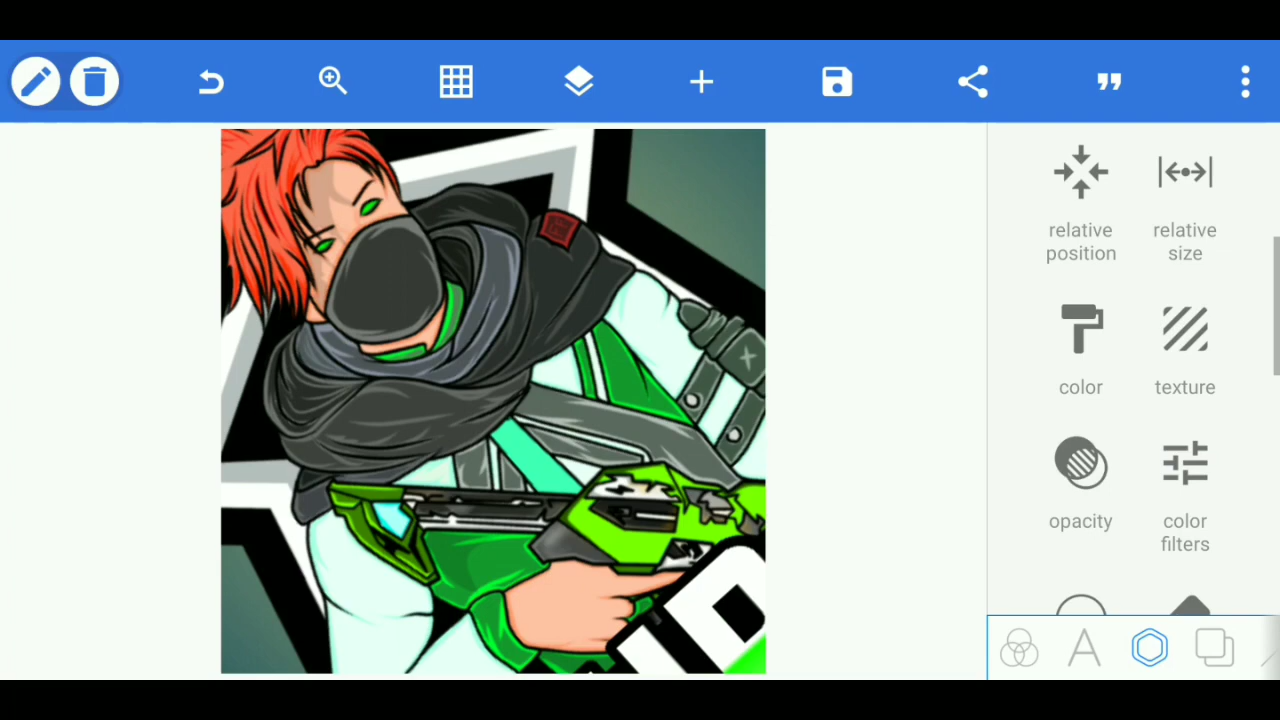 relative
position
relative
size
color
texture
opacity
color
filters